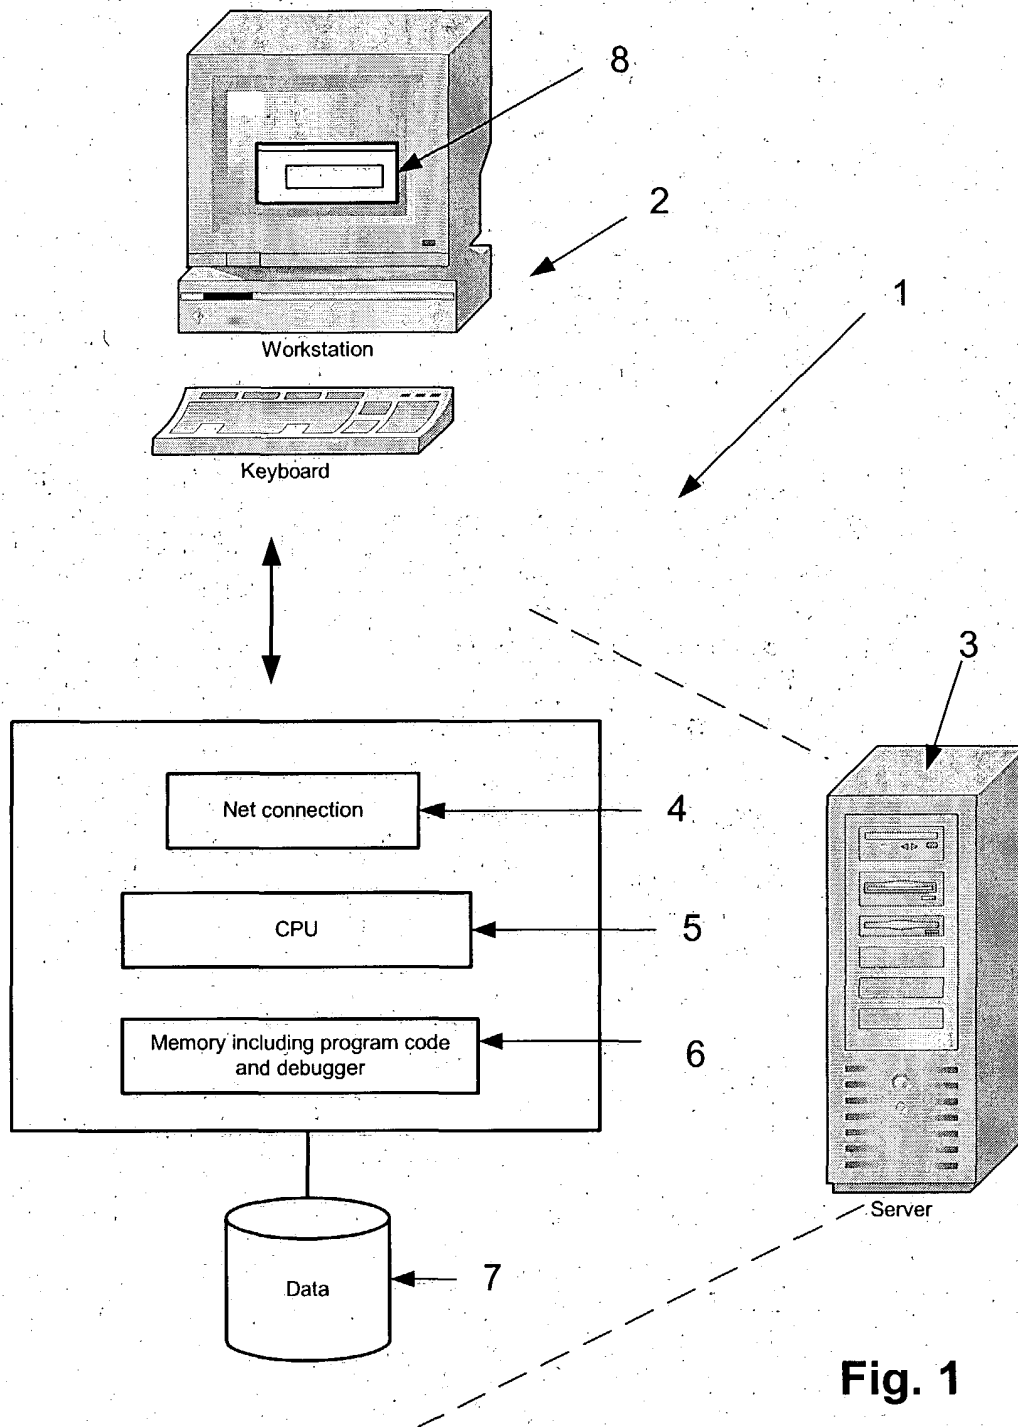 8
2
1
Workstation
Keyboard
3
Net connection
4
CPU
5
Memory including program code
and debugger
6
Server
Data
7
Fig. 1